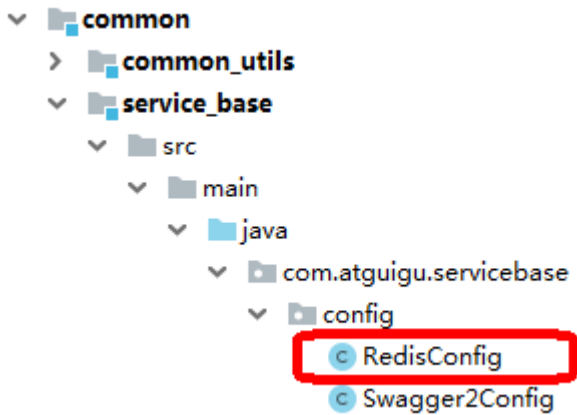 common
common_utils
service_base
src
main
java
com.atguigu.servicebase
config
RedisConfig
Swagger2Config